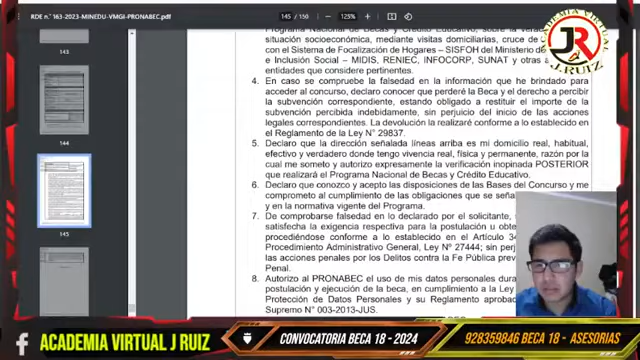 RDE n.° 163-2023-MINEDU-VMGI-PRONABEC.pdf
145 / 150
125%
143
144
145
Programa Nacional de Becas y Crédito Educativo, sobre la vera
situación socioeconómica, mediante visitas domiciliarias, cruce de
con el Sistema de Focalización de Hogares – SISFOH del Ministerio de
e Inclusión Social – MIDIS, RENIEC, INFOCORP, SUNAT y otras
entidades que considere pertinentes.
4. En caso se compruebe la falsedad en la información que he brindado para
acceder al concurso, declaro conocer que perderé la Beca y el derecho a percibir
la subvención correspondiente, estando obligado a restituir el importe de la
subvención percibida indebidamente, sin perjuicio del inicio de las acciones
legales correspondientes. La devolución la realizaré conforme a lo establecido en
el Reglamento de la Ley N° 29837.
5. Declaro que la dirección señalada líneas arriba es mi domicilio real, habitual,
efectivo y verdadero donde tengo vivencia real, física y permanente, razón por la
cual me someto y autorizo expresamente la verificación inopinada POSTERIOR
que realizará el Programa Nacional de Becas y Crédito Educativo.
6. Declaro que conozco y acepto las disposiciones de las Bases del Concurso y me
comprometo al cumplimiento de las obligaciones que se seña
y en la normativa vigente del Programa.
7. De comprobarse falsedad en lo declarado por el solicitante,
satisfecha la exigencia respectiva para la postulación u obte
procediéndose conforme a lo establecido en el Artículo 34
Procedimiento Administrativo General, Ley N° 27444; sin per
las acciones penales por los Delitos contra la Fe Pública prev
Penal.
8. Autorizo al PRONABEC el uso de mis datos personales dura
postulación y ejecución de la beca, en cumplimiento a la Ley
Protección de Datos Personales y su Reglamento aprobad
Supremo N° 003-2013-JUS.
ACADEMIA VIRTUAL
JR
J. RUIZ
ACADEMIA VIRTUAL J RUIZ
CONVOCATORIA BECA 18 - 2024
928359846 BECA 18 - ASESORIAS